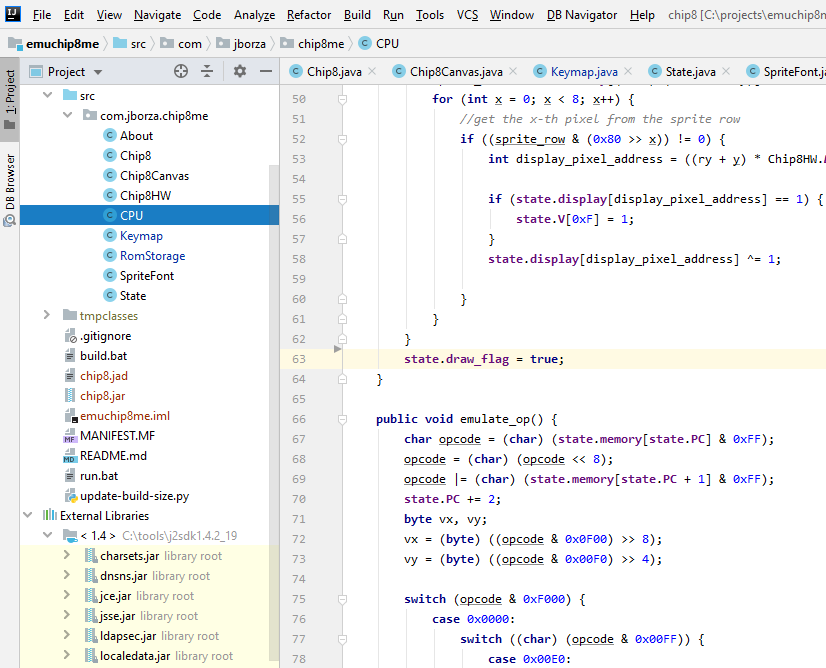 File Edit View Navigate Code Analyze Refactor Build Run Tools VCS Window DB Navigator Help chip8 [C:\projects\emuchip8m
emuchip8me src com jborza chip8me CPU
Project Chip8.java Chip8Canvas.java Keymap.java State.java SpriteFont.ja
1: Project
DB Browser
src
com.jborza.chip8me
About
Chip8
Chip8Canvas
Chip8HW
CPU
Keymap
RomStorage
SpriteFont
State
tmpclasses
.gitignore
build.bat
chip8.jad
chip8.jar
emuchip8me.iml
MANIFEST.MF
README.md
run.bat
update-build-size.py
External Libraries
< 1.4 > C:\tools\j2sdk1.4.2_19
charsets.jar library root
dnsns.jar library root
jce.jar library root
jsse.jar library root
ldapsec.jar library root
localedata.jar library root
50 for (int x = 0; x < 8; x++) {
51 //get the x-th pixel from the sprite row
52 if ((sprite_row & (0x80 >> x)) != 0) {
53 int display_pixel_address = ((ry + y) * Chip8HW.
54
55 if (state.display[display_pixel_address] == 1) {
56 state.V[0xF] = 1;
57 }
58 state.display[display_pixel_address] ^= 1;
59
60 }
61 }
62 }
63 state.draw_flag = true;
64 }
65
66 public void emulate_op() {
67 char opcode = (char) (state.memory[state.PC] & 0xFF);
68 opcode = (char) (opcode << 8);
69 opcode |= (char) (state.memory[state.PC + 1] & 0xFF);
70 state.PC += 2;
71 byte vx, vy;
72 vx = (byte) ((opcode & 0x0F00) >> 8);
73 vy = (byte) ((opcode & 0x00F0) >> 4);
74
75 switch (opcode & 0xF000) {
76 case 0x0000:
77 switch ((char) (opcode & 0x00FF)) {
78 case 0x00E0: